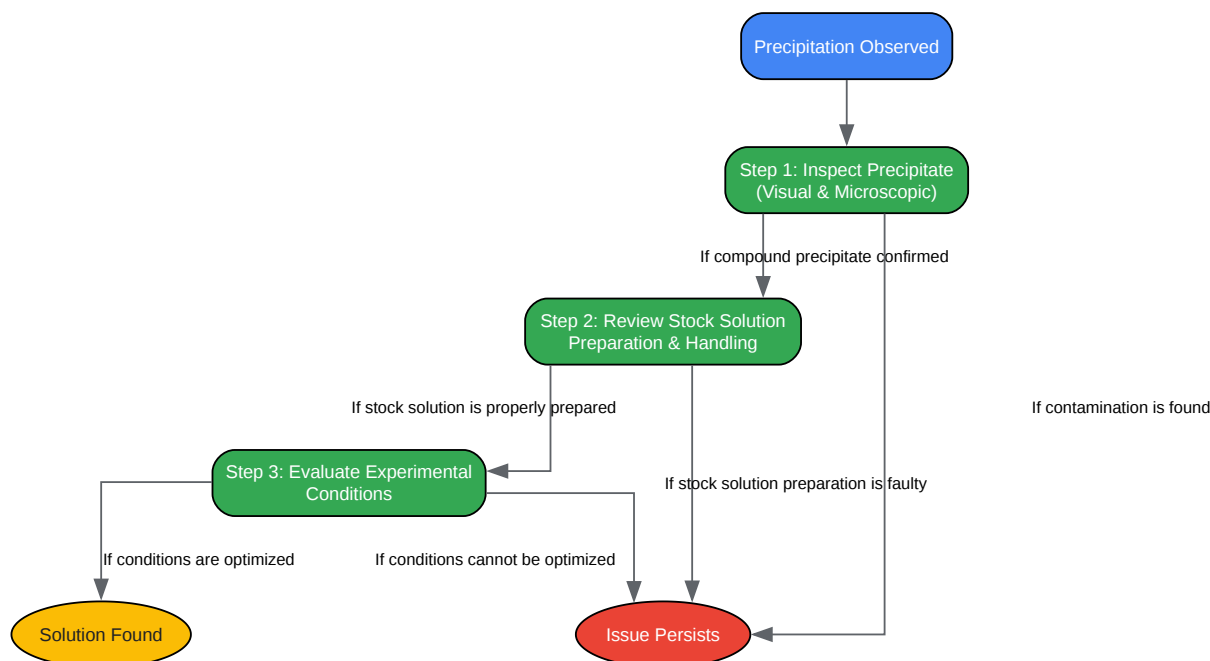 Precipitation Observed
Step 1: Inspect Precipitate
(Visual & Microscopic)
If compound precipitate confirmed
Step 2: Review Stock Solution
Preparation & Handling
If stock solution is properly prepared
If contamination is found
Step 3: Evaluate Experimental
Conditions
If stock solution preparation is faulty
If conditions are optimized
If conditions cannot be optimized
Solution Found
Issue Persists